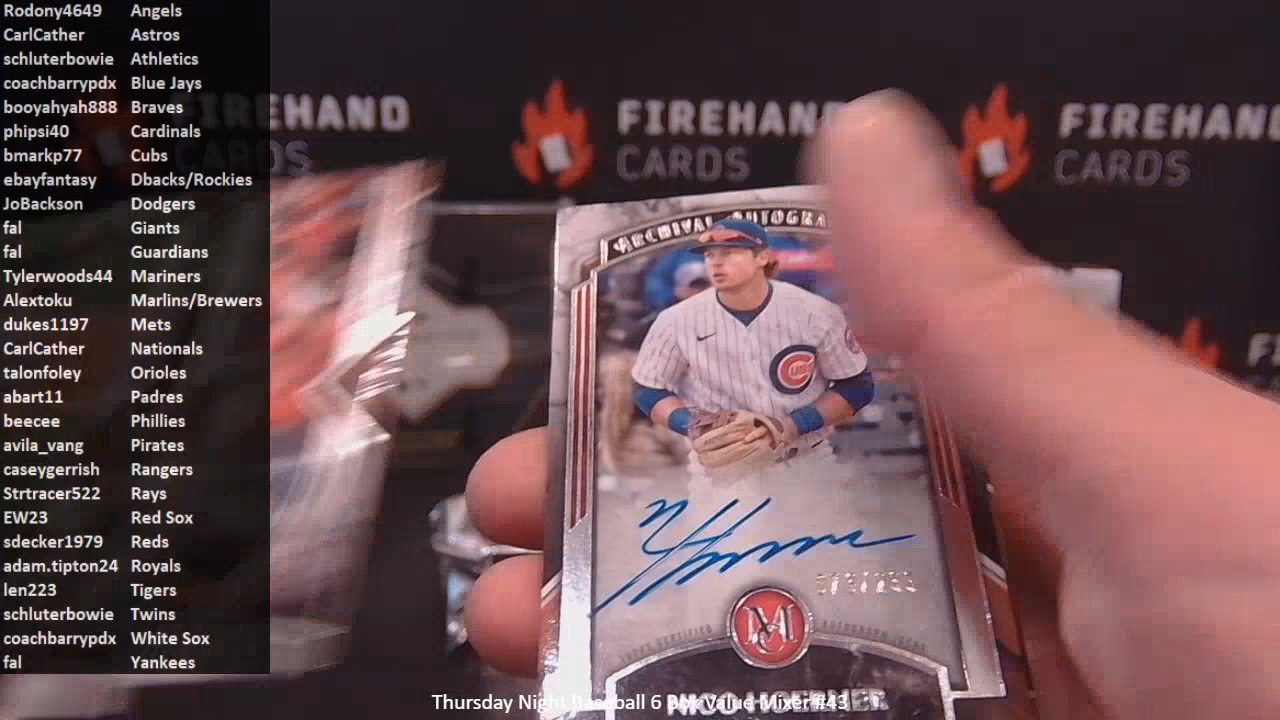 Rodony4649 Angels
CarlCather Astros
schluterbowie Athletics
coachbarrypdx Blue Jays
booyahyah888 Braves
phipsi40 Cardinals
bmarkp77 Cubs
ebayfantasy Dbacks/Rockies
JoBackson Dodgers
fal Giants
fal Guardians
Tylerwoods44 Mariners
Alextoku Marlins/Brewers
dukes1197 Mets
CarlCather Nationals
talonfoley Orioles
abart11 Padres
beecee Phillies
avila_vang Pirates
caseygerrish Rangers
Strtracer522 Rays
EW23 Red Sox
sdecker1979 Reds
adam.tipton24 Royals
len223 Tigers
schluterbowie Twins
coachbarrypdx White Sox
fal Yankees
FIREHAND
CARDS
FIREHAND
CARDS
FIREHAND
CARDS
ARCHIVAL AUTOGRA
NICO HOERNER
Thursday Night Baseball 6 Box Value Mixer #43